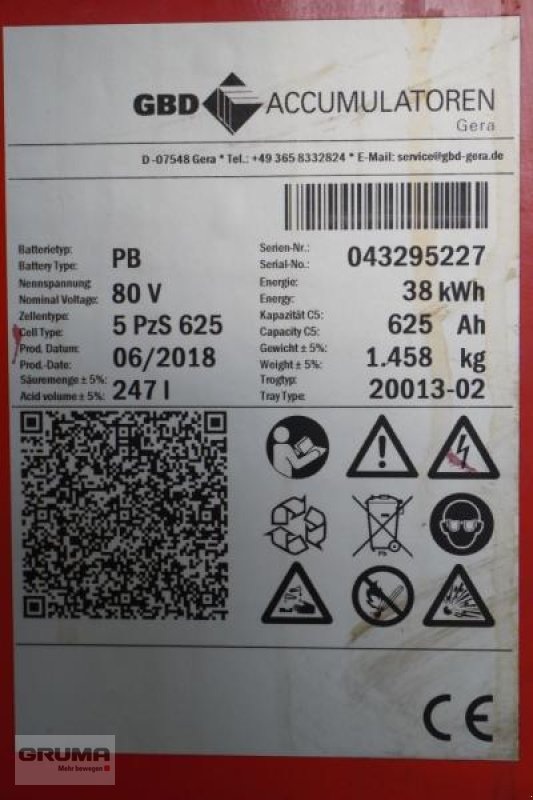 GBD ACCUMULATOREN
Gera
D -07548 Gera * Tel.: +49 365 8332824 * E-Mail: service@gbd-gera.de
Batterietyp: Serien-Nr.:
Battery Type: PB Serial-No.: 043295227
Nennspannung: Energie:
Nominal Voltage: 80 V Energy: 38 kWh
Zellentype: Kapazität C5:
Cell Type: 5 PzS 625 Capacity C5: 625 Ah
Prod. Datum: Gewicht ± 5%:
Prod.-Date: 06/2018 Weight ± 5%: 1.458 kg
Säuremenge ± 5%: Trogtyp:
Acid volume ± 5%: 247 l Tray Type 20013-02
Pb
CE
GRUMA
Mehr bewegen